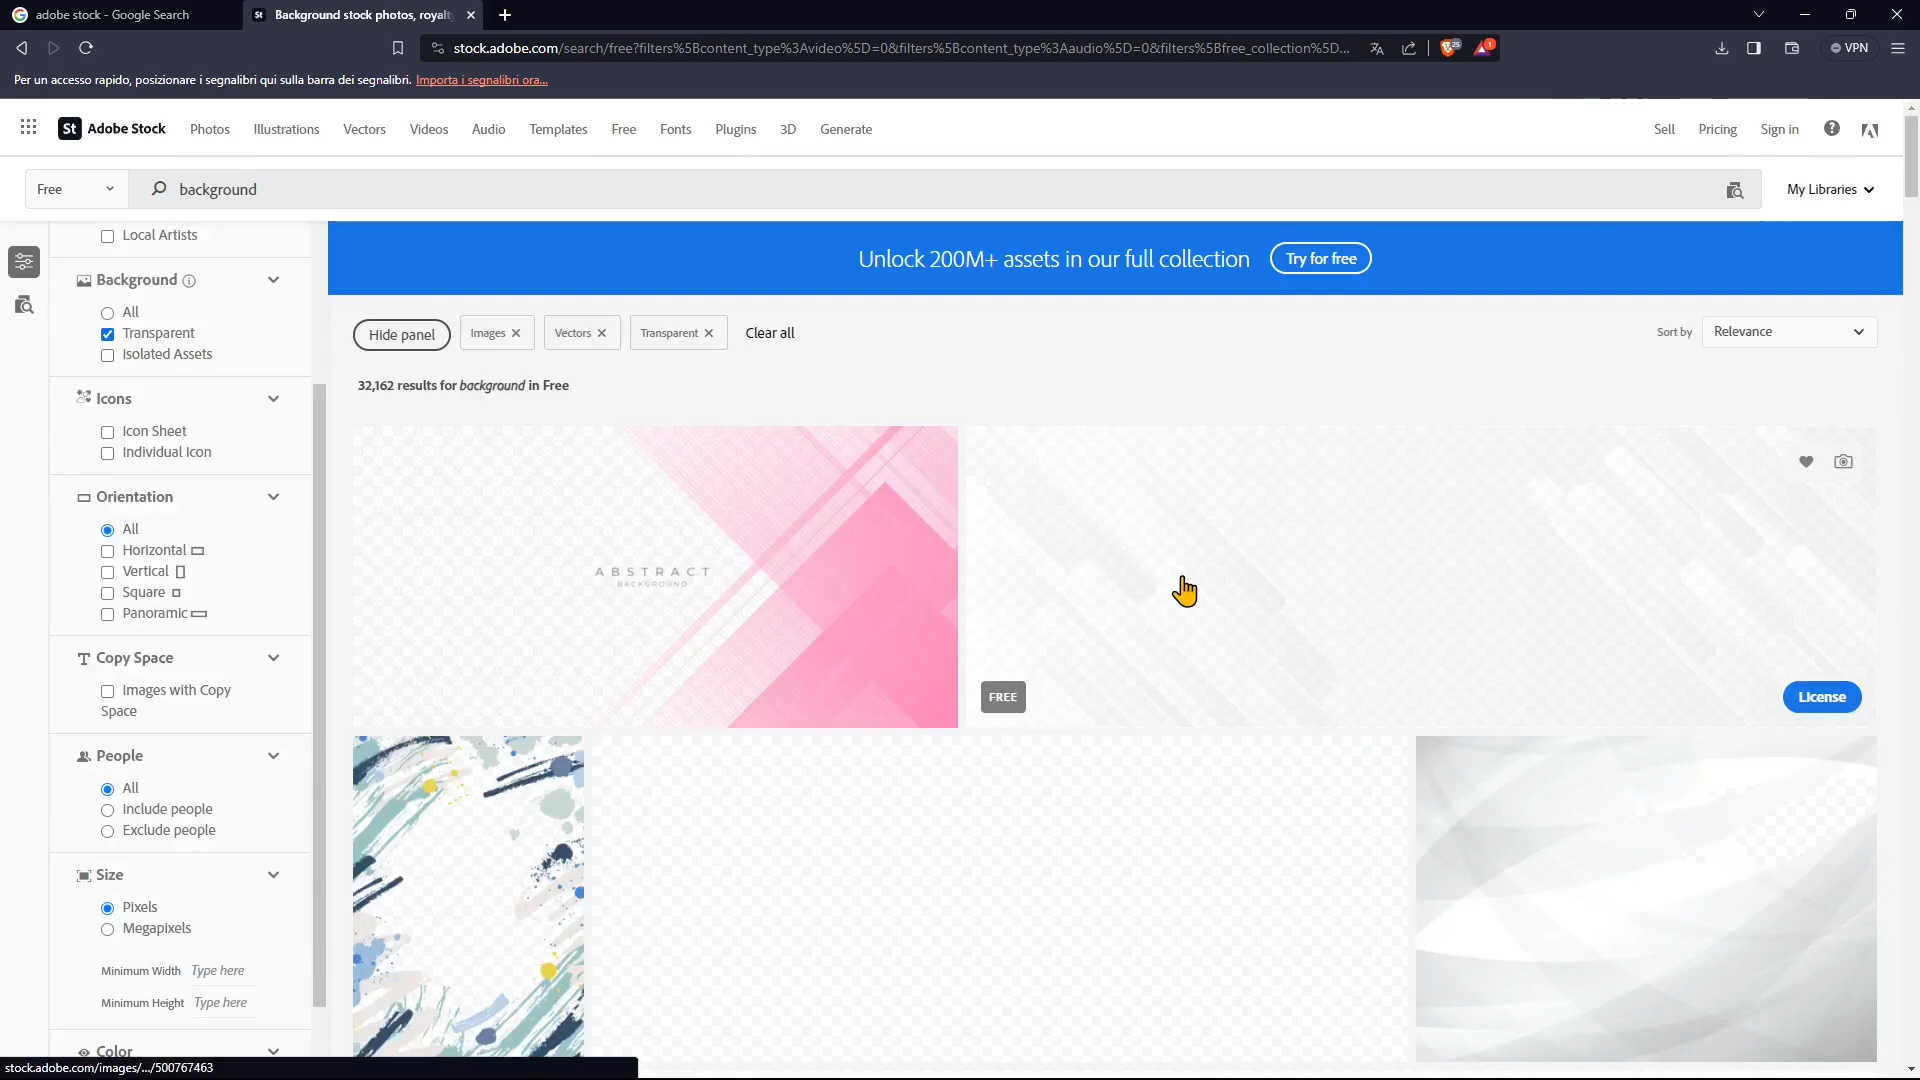 adobe stock - Google Search
Background stock photos, royalty
stock.adobe.com/search/free?filters%5Bcontent_type%3Avideo%5D=0&filters%5Bcontent_type%3Aaudio%5D=0&filters%5Bfree_collection%5D...
25
1
VPN
Per un accesso rapido, posizionare i segnalibri qui sulla barra dei segnalibri. Importa i segnalibri ora...
St Adobe Stock
Photos
Illustrations
Vectors
Videos
Audio
Templates
Free
Fonts
Plugins
3D
Generate
Sell
Pricing
Sign in
Free
background
My Libraries
Local Artists
Background
All
Transparent
Isolated Assets
Icons
Icon Sheet
Individual Icon
Orientation
All
Horizontal
Vertical
Square
Panoramic
Copy Space
Images with Copy
Space
People
All
Include people
Exclude people
Size
Pixels
Megapixels
Minimum Width Type here
Minimum Height Type here
Color
Unlock 200M+ assets in our full collection
Try for free
Hide panel
Images
Vectors
Transparent
Clear all
Sort by
Relevance
32,162 results for background in Free
ABSTRACT
BACKGROUND
FREE
License
stock.adobe.com/images/.../500767463